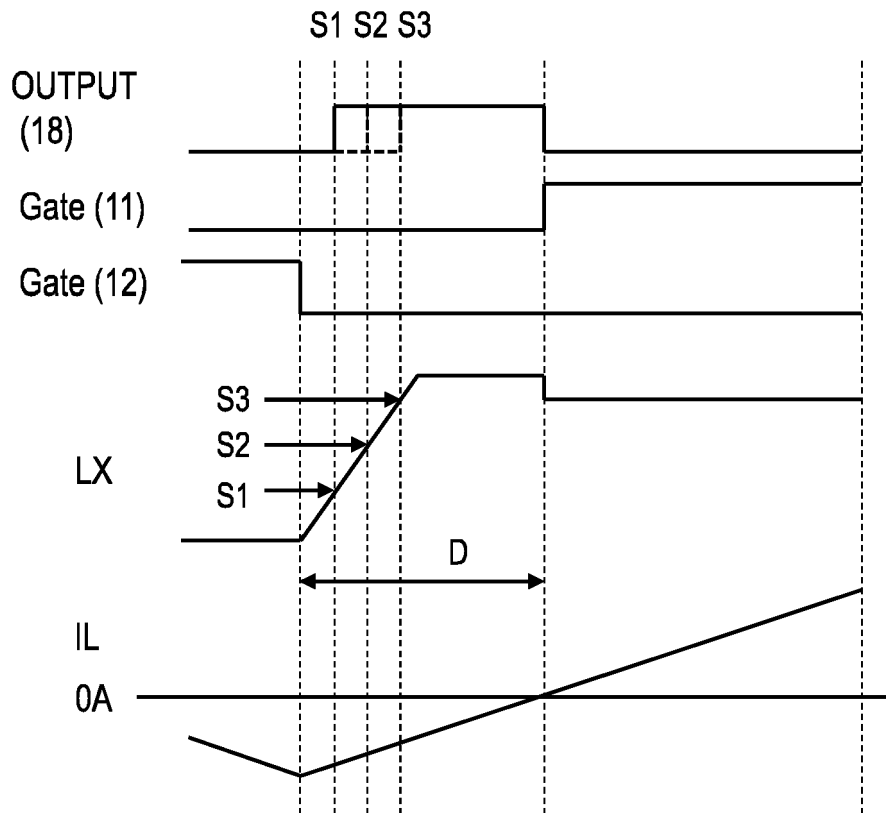 S1 S2 S3
OUTPUT
(18)
Gate (11)
Gate (12)
S3
S2
LX
S1
D
IL
0A